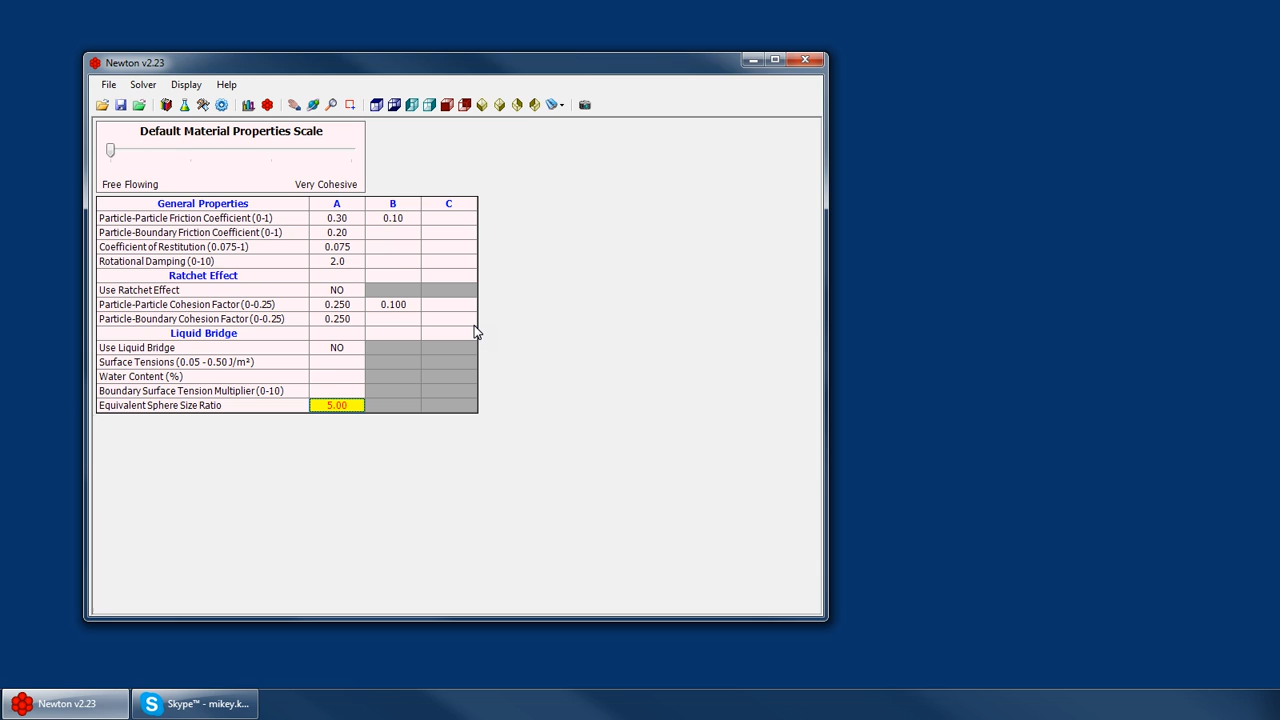 Newton v2.23
File Solver Display Help
Default Material Properties Scale
Free Flowing Very Cohesive
General Properties A B C
Particle-Particle Friction Coefficient (0-1) 0.30 0.10
Particle-Boundary Friction Coefficient (0-1) 0.20
Coefficient of Restitution (0.075-1) 0.075
Rotational Damping (0-10) 2.0
Ratchet Effect
Use Ratchet Effect NO
Particle-Particle Cohesion Factor (0-0.25) 0.250 0.100
Particle-Boundary Cohesion Factor (0-0.25) 0.250
Liquid Bridge
Use Liquid Bridge NO
Surface Tensions (0.05 - 0.50 J/m²)
Water Content (%)
Boundary Surface Tension Multiplier (0-10)
Equivalent Sphere Size Ratio 5.00
Newton v2.23 Skype™ - mikey.k...